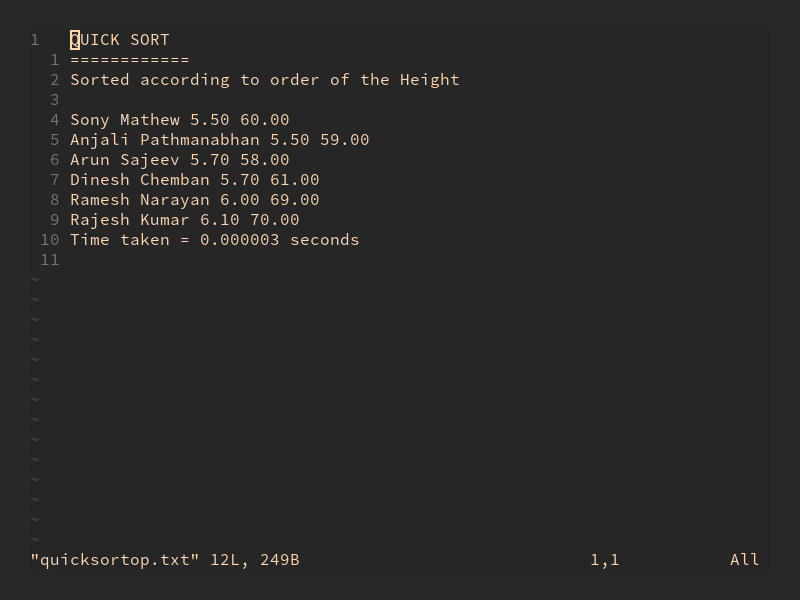 1   QUICK SORT
  1 ============
  2 Sorted according to order of the Height
  3
  4 Sony Mathew 5.50 60.00
  5 Anjali Pathmanabhan 5.50 59.00
  6 Arun Sajeev 5.70 58.00
  7 Dinesh Chemban 5.70 61.00
  8 Ramesh Narayan 6.00 69.00
  9 Rajesh Kumar 6.10 70.00
 10 Time taken = 0.000003 seconds
 11
~
~
~
~
~
~
~
~
~
~
~
~
~
~
"quicksortop.txt" 12L, 249B                             1,1           All